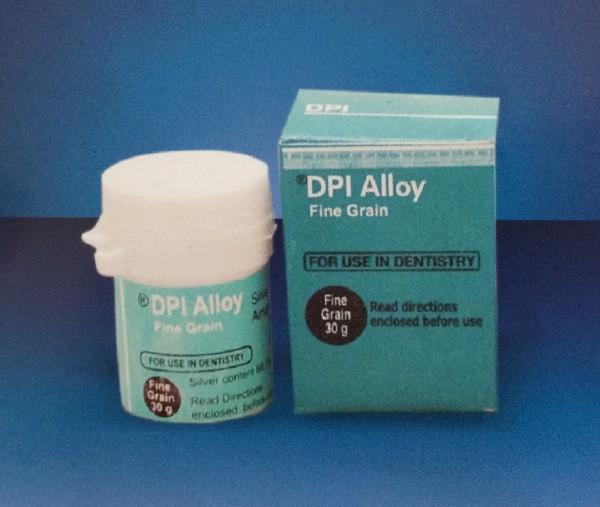 ®DPI Alloy
Fine Grain
FOR USE IN DENTISTRY
Silver content
Fine
Grain
30 g
Read Directions
enclosed before
DPI
®DPI Alloy
Fine Grain
FOR USE IN DENTISTRY
Fine
Grain
30 g
Read directions
enclosed before use